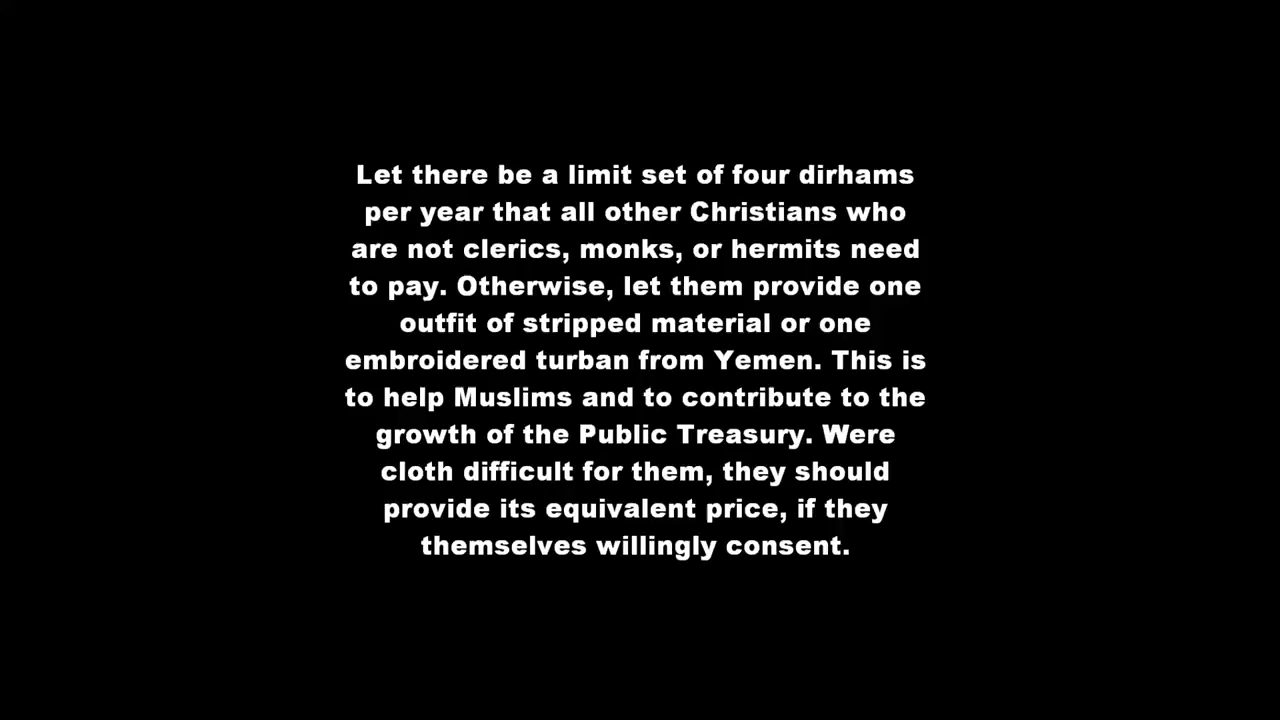 Let there be a limit set of four dirhams
per year that all other Christians who
are not clerics, monks, or hermits need
to pay. Otherwise, let them provide one
outfit of stripped material or one
embroidered turban from Yemen. This is
to help Muslims and to contribute to the
growth of the Public Treasury. Were
cloth difficult for them, they should
provide its equivalent price, if they
themselves willingly consent.